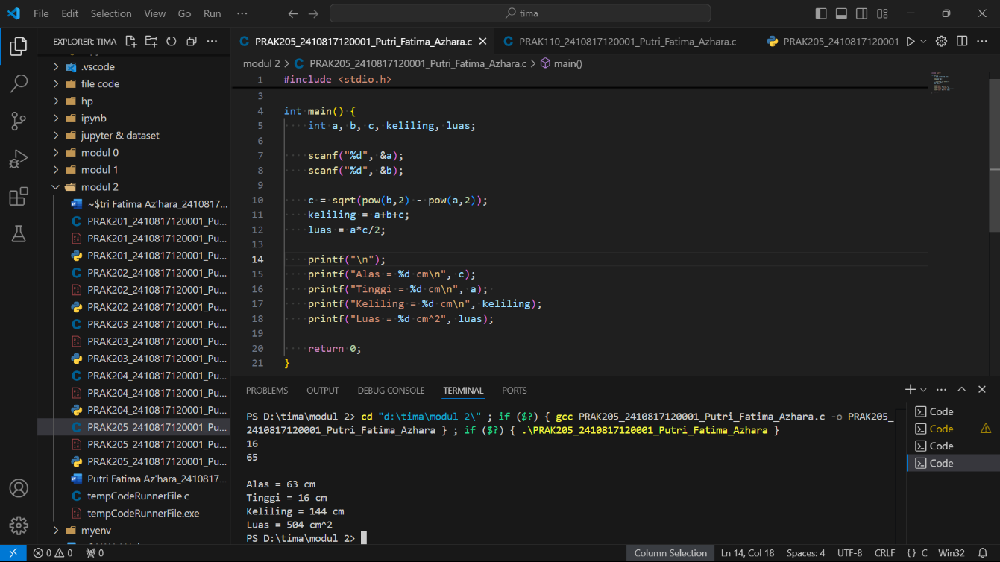 File Edit Selection View Go Run ··· tima
EXPLORER: TIMA
.vscode
file code
hp
ipynb
jupyter & dataset
modul 0
modul 1
modul 2
~$tri Fatima Az'hara_2410817...
PRAK201_2410817120001_Pu...
PRAK201_2410817120001_Pu...
PRAK201_2410817120001_Pu...
PRAK202_2410817120001_Pu...
PRAK202_2410817120001_Pu...
PRAK202_2410817120001_Pu...
PRAK203_2410817120001_Pu...
PRAK203_2410817120001_Pu...
PRAK203_2410817120001_Pu...
PRAK204_2410817120001_Pu...
PRAK204_2410817120001_Pu...
PRAK204_2410817120001_Pu...
PRAK205_2410817120001_Pu...
PRAK205_2410817120001_Pu...
PRAK205_2410817120001_Pu...
Putri Fatima Az'hara_2410817...
tempCodeRunnerFile.c
tempCodeRunnerFile.exe
myenv
PRAK205_2410817120001_Putri_Fatima_Azhara.c PRAK110_2410817120001_Putri_Fatima_Azhara.c PRAK205_2410817120001
modul 2 > C PRAK205_2410817120001_Putri_Fatima_Azhara.c > main()
1 #include <stdio.h>
3
4 int main() {
5 int a, b, c, keliling, luas;
6
7 scanf("%d", &a);
8 scanf("%d", &b);
9
10 c = sqrt(pow(b,2) - pow(a,2));
11 keliling = a+b+c;
12 luas = a*c/2;
13
14 printf("\n");
15 printf("Alas = %d cm\n", c);
16 printf("Tinggi = %d cm\n", a);
17 printf("Keliling = %d cm\n", keliling);
18 printf("Luas = %d cm^2", luas);
19
20 return 0;
21 }
PROBLEMS OUTPUT DEBUG CONSOLE TERMINAL PORTS
PS D:\tima\modul 2> cd "d:\tima\modul 2\" ; if ($?) { gcc PRAK205_2410817120001_Putri_Fatima_Azhara.c -o PRAK205_
2410817120001_Putri_Fatima_Azhara } ; if ($?) { .\PRAK205_2410817120001_Putri_Fatima_Azhara }
16
65
Alas = 63 cm
Tinggi = 16 cm
Keliling = 144 cm
Luas = 504 cm^2
PS D:\tima\modul 2>
Code
Code
Code
Code
0 0 0 Column Selection Ln 14, Col 18 Spaces: 4 UTF-8 CRLF {} C Win32